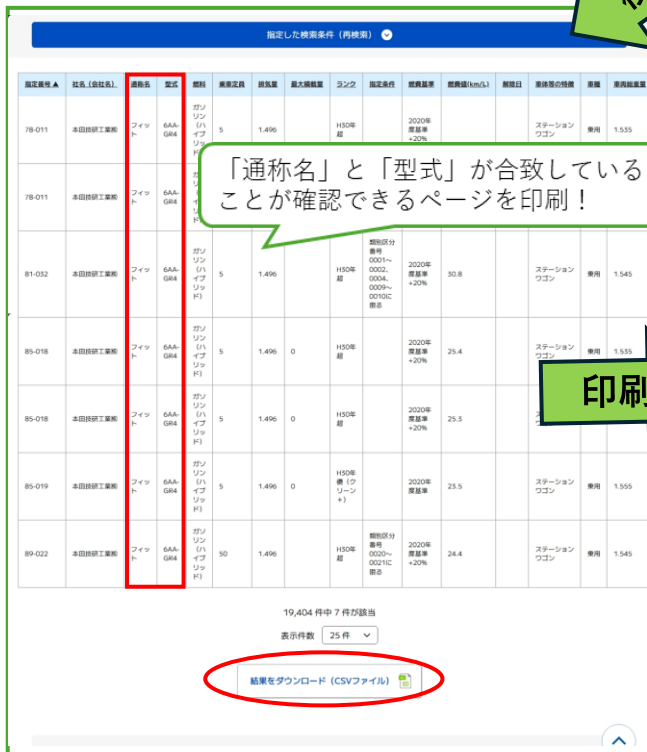 指定した検索条件（再検索）
指定番号▲ 社名（会社名） 通称名 型式 燃料 乗車定員 排気量 最大積載量 ランク 指定条件 燃費基準 燃費値(km/L) 解除日 車体等の特徴 車種 車両総重量
78-011 本田技研工業㈱ フィット 6AA-GR4 ガソリン（ハイブリッド） 5 1.496 H30年超 2020年度基準+20% ステーションワゴン 乗用 1.535
「通称名」と「型式」が合致している
ことが確認できるページを印刷！
78-011 本田技研工業㈱ フィット 6AA-GR4
81-032 本田技研工業㈱ フィット 6AA-GR4 ガソリン（ハイブリッド） 5 1.496 H30年超 類別区分番号0001～0002、0004、0009～0010に限る 2020年度基準+20% 30.8 ステーションワゴン 乗用 1.545
85-018 本田技研工業㈱ フィット 6AA-GR4 ガソリン（ハイブリッド） 5 1.496 0 H30年超 2020年度基準+20% 25.4 ステーションワゴン 乗用 1.535
印刷
85-018 本田技研工業㈱ フィット 6AA-GR4 ガソリン（ハイブリッド） 5 1.496 0 H30年超 2020年度基準+20% 25.3
85-019 本田技研工業㈱ フィット 6AA-GR4 ガソリン（ハイブリッド） 5 1.496 0 H30年優（クリーン+） 2020年度基準 23.5 ステーションワゴン 乗用 1.555
89-022 本田技研工業㈱ フィット 6AA-GR4 ガソリン（ハイブリッド） 50 1.496 H30年超 類別区分番号0020～0021に限る 2020年度基準+20% 24.4 ステーションワゴン 乗用 1.545
19,404 件中 7 件が該当
表示件数 25 件
結果をダウンロード（CSVファイル）